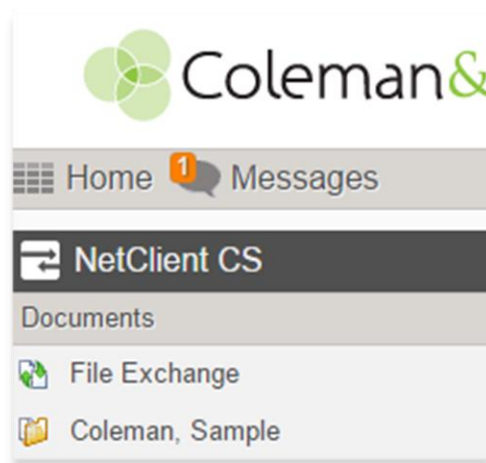 Coleman&
Home 1 Messages
NetClient CS
Documents
File Exchange
Coleman, Sample